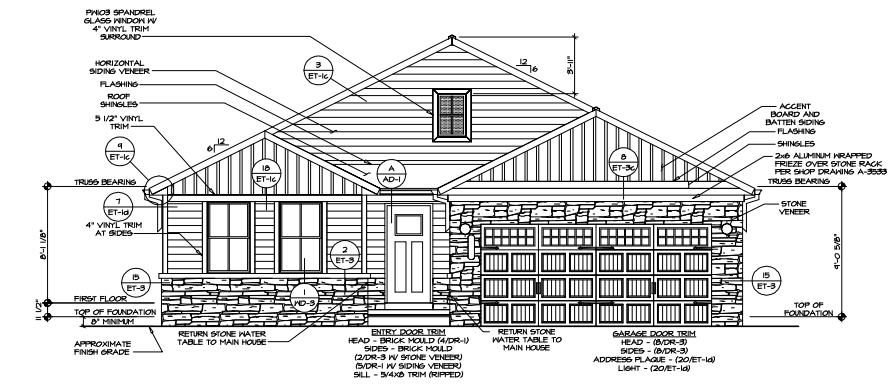 PW103 SPANDREL
GLASS WINDOW W/
4" VINYL TRIM
SURROUND
HORIZONTAL
SIDING VENEER
FLASHING
ROOF
SHINGLES
5 1/2" VINYL
TRIM
3
ET-1c
12
6
3'-11"
12
6
9
ET-1c
18
ET-1c
A
AD-1
8
ET-3c
ACCENT
BOARD AND
BATTEN SIDING
FLASHING
SHINGLES
2x6 ALUMINUM WRAPPED
FRIEZE OVER STONE RACK
PER SHOP DRAWING A-3533
TRUSS BEARING
TRUSS BEARING
7
ET-1d
4" VINYL TRIM
AT SIDES
STONE
VENEER
8'-1 1/8"
9'-0 5/8"
2
ET-3
15
ET-3
15
ET-3
1
WD-3
FIRST FLOOR
TOP OF FOUNDATION
11 1/2"
8" MINIMUM
TOP OF
FOUNDATION
APPROXIMATE
FINISH GRADE
RETURN STONE WATER
TABLE TO MAIN HOUSE
ENTRY DOOR TRIM
HEAD - BRICK MOULD (4/DR-1)
SIDES - BRICK MOULD
(2/DR-3 W/ STONE VENEER)
(5/DR-1 W/ SIDING VENEER)
SILL - 5/4X8 TRIM (RIPPED)
RETURN STONE
WATER TABLE TO
MAIN HOUSE
GARAGE DOOR TRIM
HEAD - (8/DR-3)
SIDES - (8/DR-3)
ADDRESS PLAQUE - (20/ET-1d)
LIGHT - (20/ET-1d)